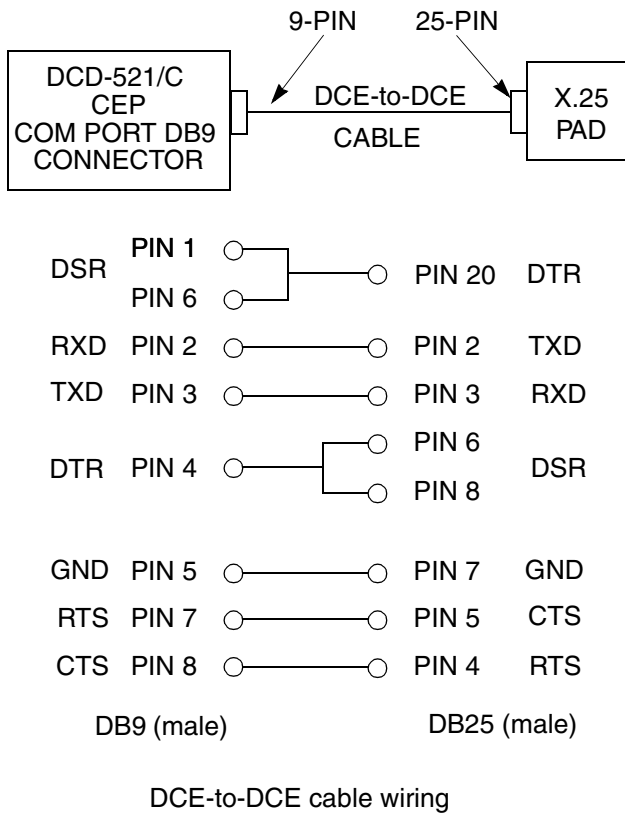 9-PIN 25-PIN
DCD-521/C
CEP
COM PORT DB9
CONNECTOR
DCE-to-DCE
CABLE
X.25
PAD
DSR PIN 1
PIN 6
PIN 20 DTR
RXD PIN 2 PIN 2 TXD
TXD PIN 3 PIN 3 RXD
DTR PIN 4
PIN 6
PIN 8
DSR
GND PIN 5 PIN 7 GND
RTS PIN 7 PIN 5 CTS
CTS PIN 8 PIN 4 RTS
DB9 (male) DB25 (male)
DCE-to-DCE cable wiring